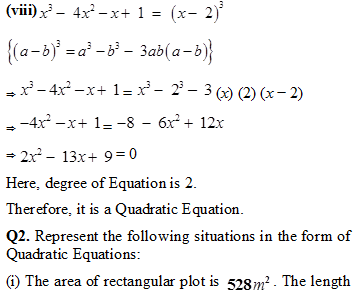 (viii) x³ − 4x² − x + 1 = (x − 2)³
{(a − b)³ = a³ − b³ − 3ab(a − b)}
⇒ x³ − 4x² − x + 1 = x³ − 2³ − 3(x)(2)(x − 2)
⇒ −4x² − x + 1 = −8 − 6x² + 12x
⇒ 2x² − 13x + 9 = 0
Here, degree of Equation is 2.
Therefore, it is a Quadratic Equation.
Q2. Represent the following situations in the form of
Quadratic Equations:
(i) The area of rectangular plot is 528m². The length